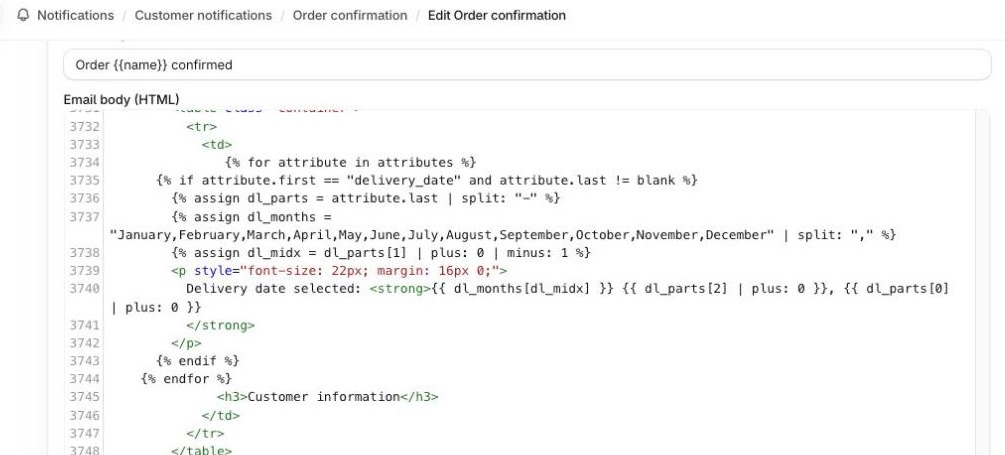 Notifications / Customer notifications / Order confirmation / Edit Order confirmation
Order {{name}} confirmed
Email body (HTML)
3732 <tr>
3733 <td>
3734 {% for attribute in attributes %}
3735 {% if attribute.first == "delivery_date" and attribute.last != blank %}
3736 {% assign dl_parts = attribute.last | split: "-" %}
3737 {% assign dl_months =
"January,February,March,April,May,June,July,August,September,October,November,December" | split: "," %}
3738 {% assign dl_midx = dl_parts[1] | plus: 0 | minus: 1 %}
3739 <p style="font-size: 22px; margin: 16px 0;">
3740 Delivery date selected: <strong>{{ dl_months[dl_midx] }} {{ dl_parts[2] | plus: 0 }}, {{ dl_parts[0]
| plus: 0 }}
3741 </strong>
3742 </p>
3743 {% endif %}
3744 {% endfor %}
3745 <h3>Customer information</h3>
3746 </td>
3747 </tr>
3748 </table>